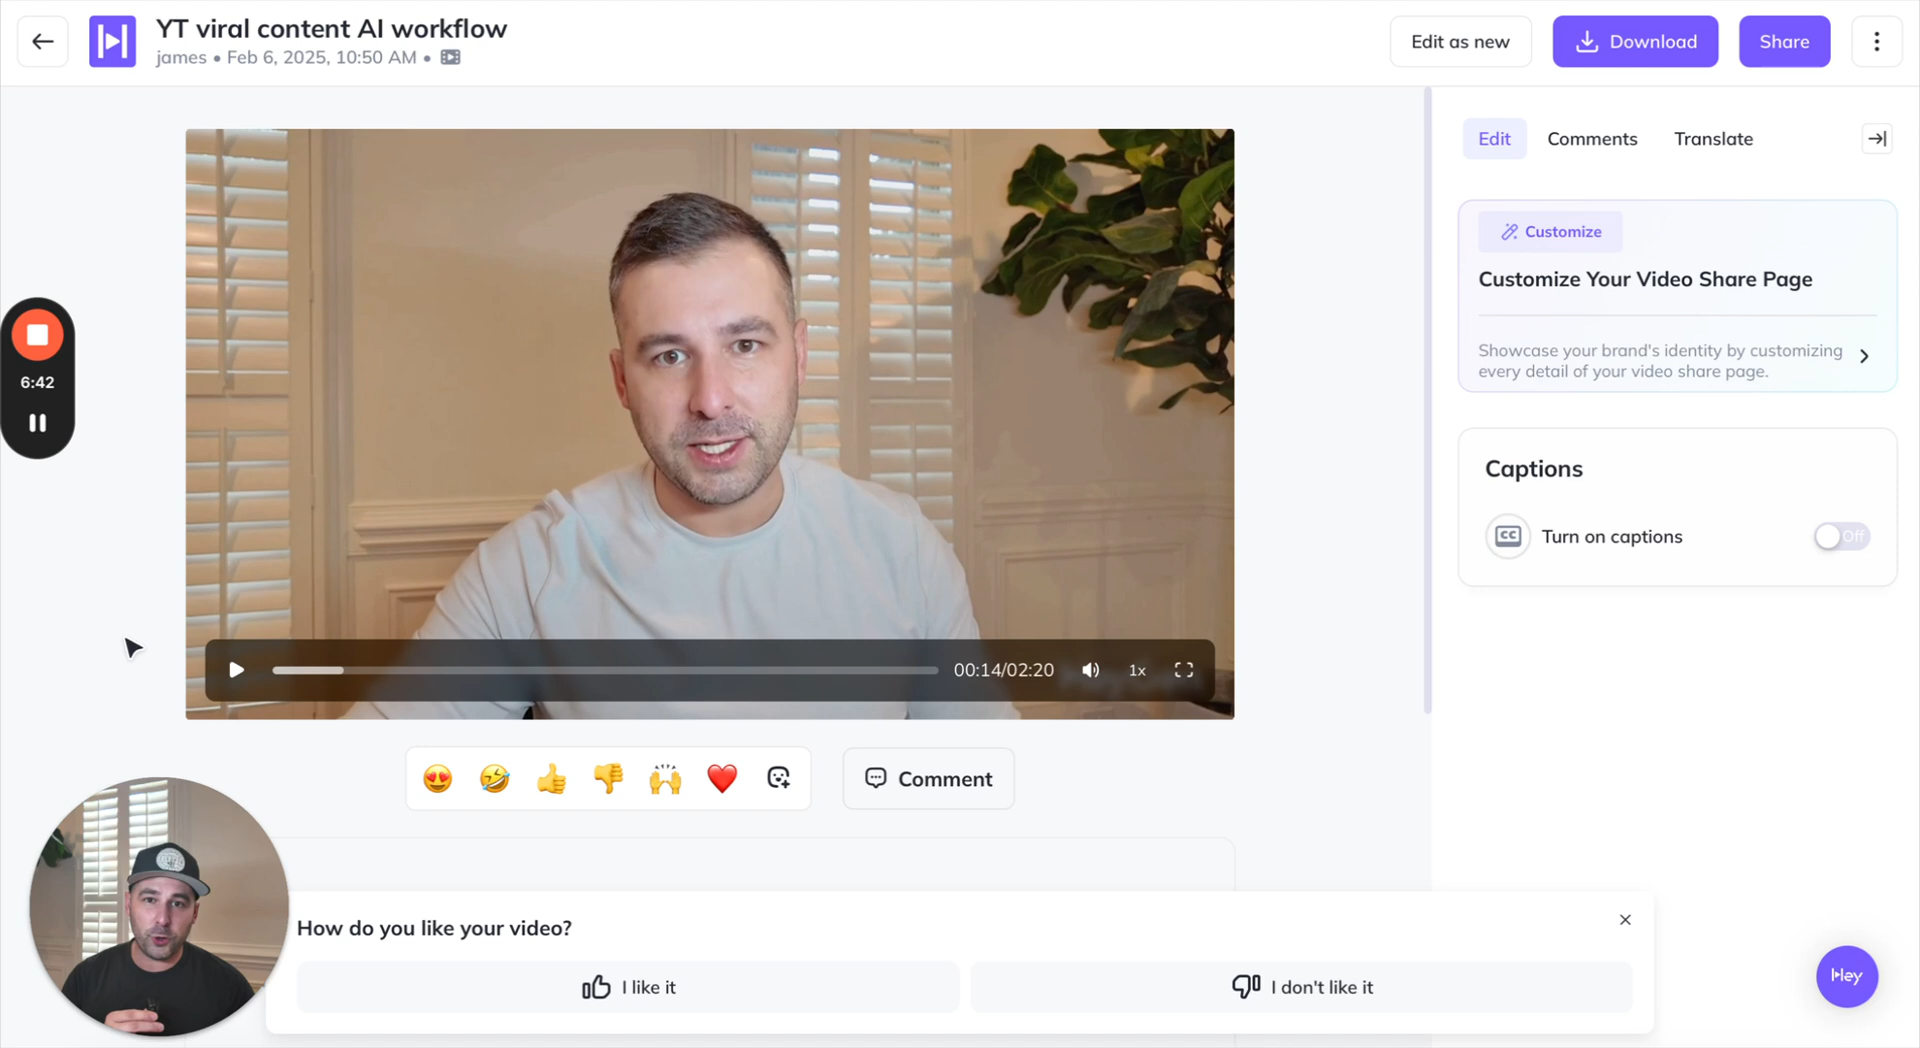 YT viral content AI workflow
james • Feb 6, 2025, 10:50 AM •
Edit as new
Download
Share
Edit
Comments
Translate
Customize
Customize Your Video Share Page
Showcase your brand's identity by customizing
every detail of your video share page.
6:42
Captions
CC
Turn on captions
Off
00:14/02:20
1x
Comment
How do you like your video?
I like it
I don't like it
Hey